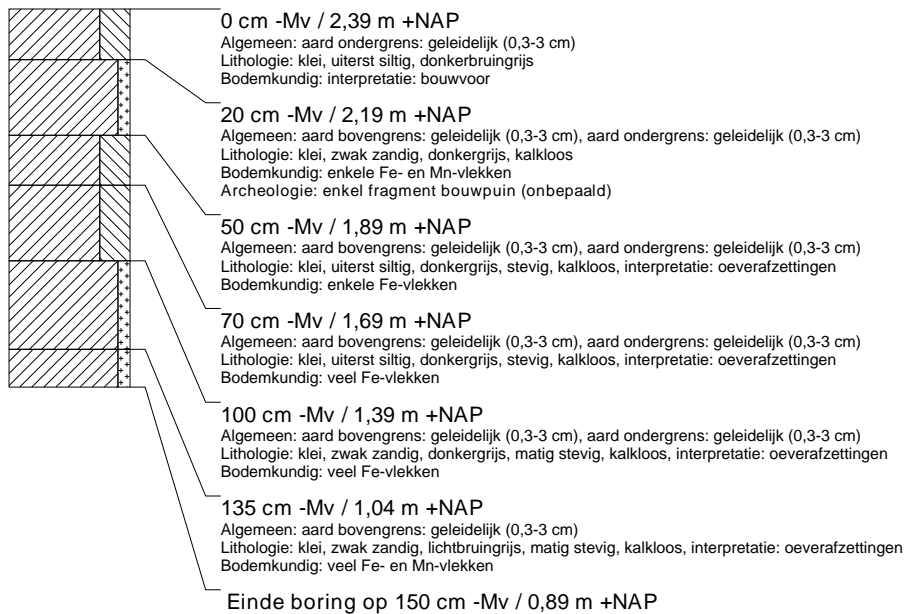 0 cm -Mv / 2,39 m +NAP
Algemeen: aard ondergrens: geleidelijk (0,3-3 cm)
Lithologie: klei, uiterst siltig, donkerbruingrijs
Bodemkundig: interpretatie: bouwvoor
20 cm -Mv / 2,19 m +NAP
Algemeen: aard bovengrens: geleidelijk (0,3-3 cm), aard ondergrens: geleidelijk (0,3-3 cm)
Lithologie: klei, zwak zandig, donkergrijs, kalkloos
Bodemkundig: enkele Fe- en Mn-vlekken
Archeologie: enkel fragment bouwpuin (onbepaald)
50 cm -Mv / 1,89 m +NAP
Algemeen: aard bovengrens: geleidelijk (0,3-3 cm), aard ondergrens: geleidelijk (0,3-3 cm)
Lithologie: klei, uiterst siltig, donkergrijs, stevig, kalkloos, interpretatie: oeverafzettingen
Bodemkundig: enkele Fe-vlekken
70 cm -Mv / 1,69 m +NAP
Algemeen: aard bovengrens: geleidelijk (0,3-3 cm), aard ondergrens: geleidelijk (0,3-3 cm)
Lithologie: klei, uiterst siltig, donkergrijs, stevig, kalkloos, interpretatie: oeverafzettingen
Bodemkundig: veel Fe-vlekken
100 cm -Mv / 1,39 m +NAP
Algemeen: aard bovengrens: geleidelijk (0,3-3 cm), aard ondergrens: geleidelijk (0,3-3 cm)
Lithologie: klei, zwak zandig, donkergrijs, matig stevig, kalkloos, interpretatie: oeverafzettingen
Bodemkundig: veel Fe-vlekken
135 cm -Mv / 1,04 m +NAP
Algemeen: aard bovengrens: geleidelijk (0,3-3 cm)
Lithologie: klei, zwak zandig, lichtbruingrijs, matig stevig, kalkloos, interpretatie: oeverafzettingen
Bodemkundig: veel Fe- en Mn-vlekken
Einde boring op 150 cm -Mv / 0,89 m +NAP